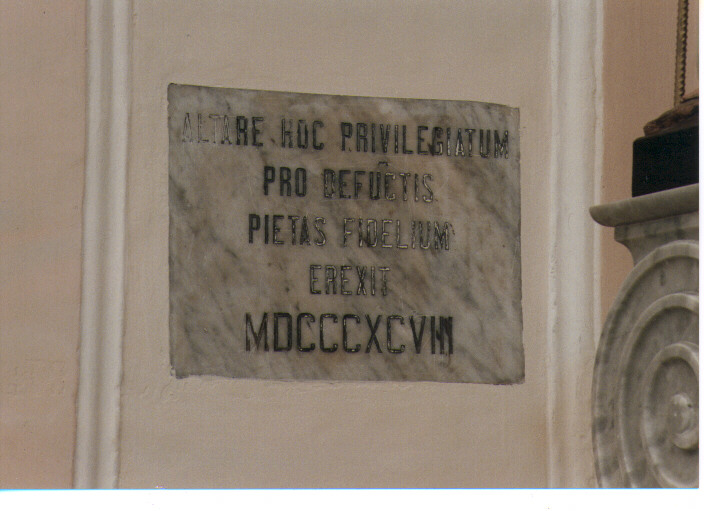 ALTARE HOC PRIVILEGIATUM
PRO DEFUCTIS
PIETAS FIDELIUM
EREXIT
MDCCCXCVIII